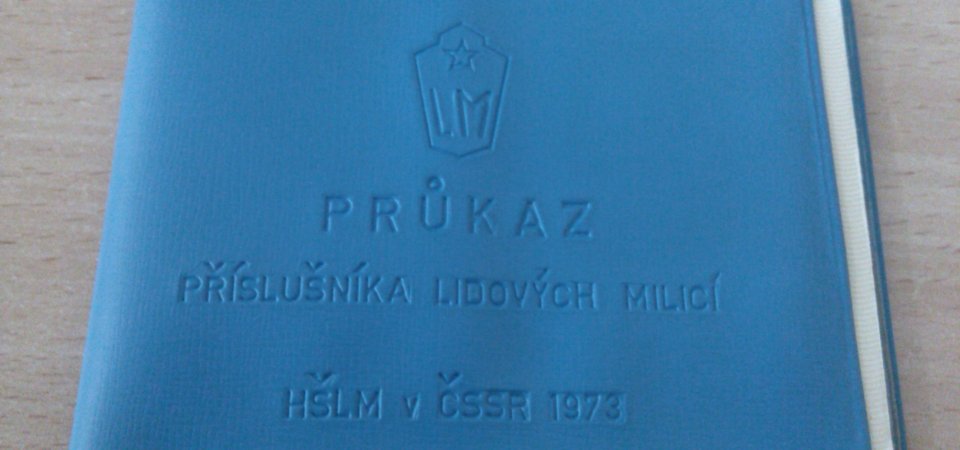 LM
PRŮKAZ
PŘÍSLUŠNÍKA LIDOVÝCH MILICÍ
HŠLM v ČSSR 1973